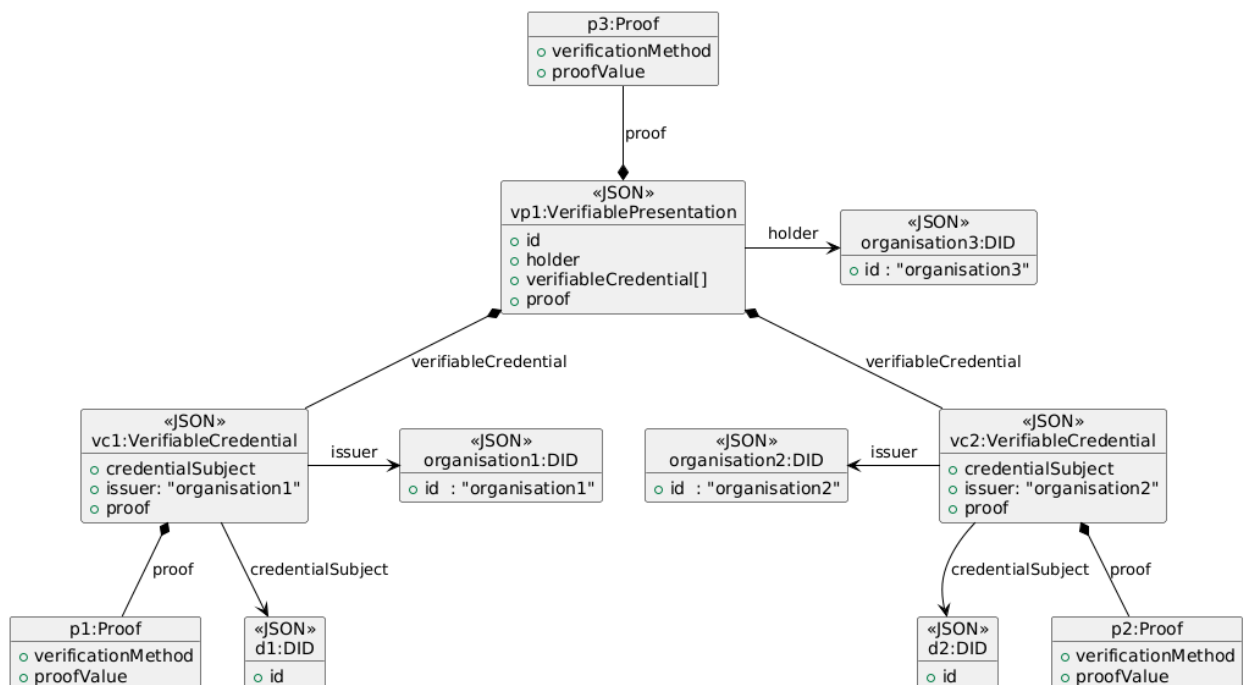 p3:Proof
verificationMethod
proofValue
proof
«JSON»
vp1:VerifiablePresentation
id
holder
verifiableCredential[]
proof
holder
«JSON»
organisation3:DID
id : "organisation3"
verifiableCredential
verifiableCredential
«JSON»
vc1:VerifiableCredential
credentialSubject
issuer: "organisation1"
proof
issuer
«JSON»
organisation1:DID
id : "organisation1"
«JSON»
organisation2:DID
id : "organisation2"
issuer
«JSON»
vc2:VerifiableCredential
credentialSubject
issuer: "organisation2"
proof
proof
credentialSubject
credentialSubject
proof
p1:Proof
verificationMethod
proofValue
«JSON»
d1:DID
id
«JSON»
d2:DID
id
p2:Proof
verificationMethod
proofValue